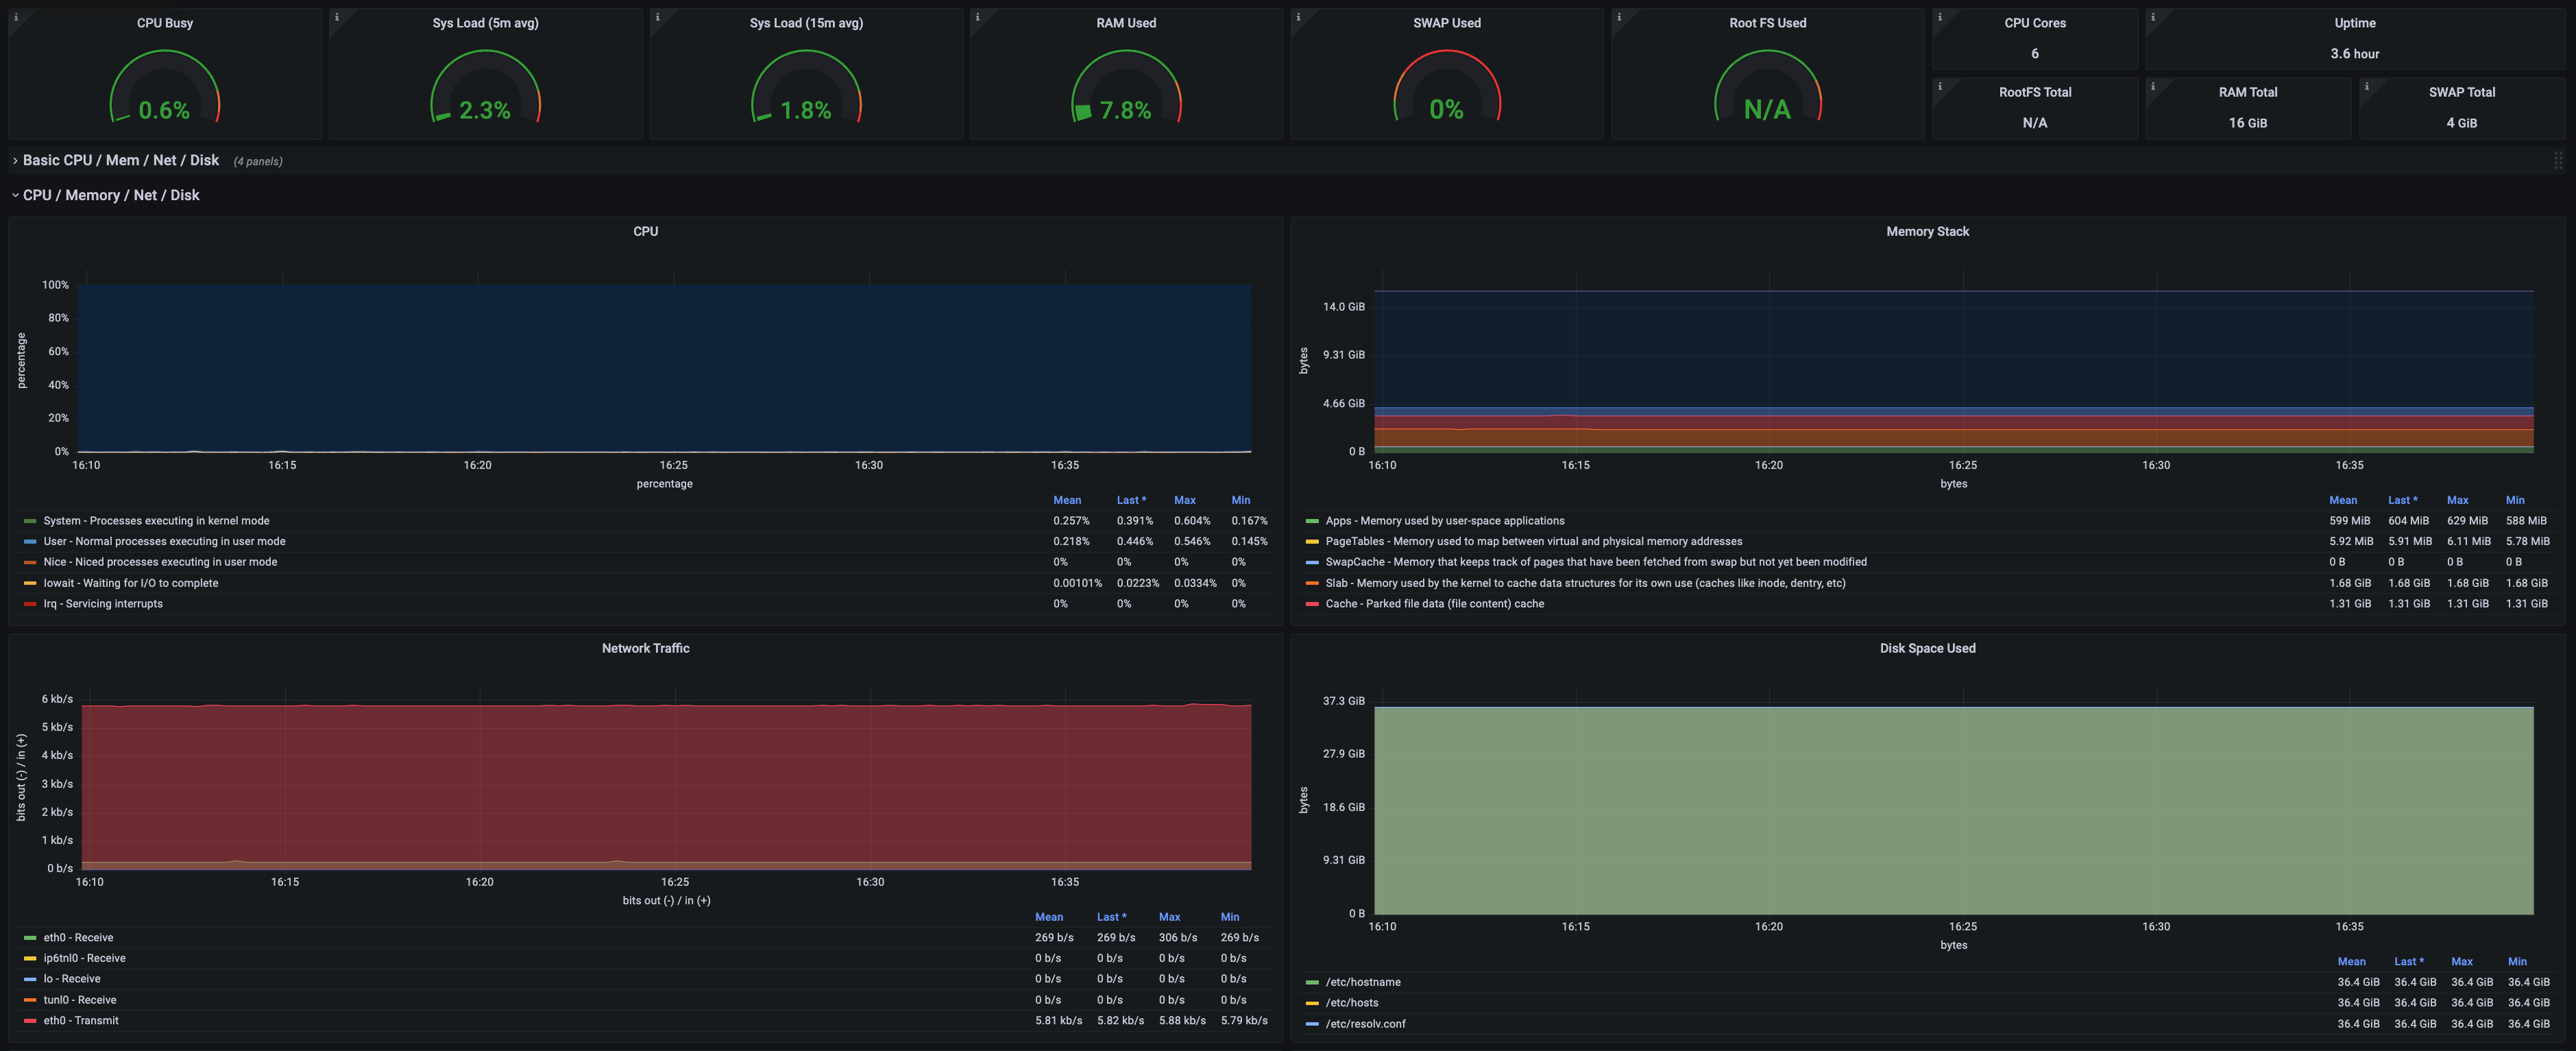 CPU Busy
0.6%
Sys Load (5m avg)
2.3%
Sys Load (15m avg)
1.8%
RAM Used
7.8%
SWAP Used
0%
Root FS Used
N/A
CPU Cores
6
Uptime
3.6 hour
RootFS Total
N/A
RAM Total
16 GiB
SWAP Total
4 GiB
Basic CPU / Mem / Net / Disk (4 panels)
CPU / Memory / Net / Disk
CPU
percentage
100%
80%
60%
40%
20%
0%
16:10 16:15 16:20 16:25 16:30 16:35
percentage
Mean Last * Max Min
System - Processes executing in kernel mode 0.257% 0.391% 0.604% 0.167%
User - Normal processes executing in user mode 0.218% 0.446% 0.546% 0.145%
Nice - Niced processes executing in user mode 0% 0% 0% 0%
Iowait - Waiting for I/O to complete 0.00101% 0.0223% 0.0334% 0%
Irq - Servicing interrupts 0% 0% 0% 0%
Memory Stack
bytes
14.0 GiB
9.31 GiB
4.66 GiB
0 B
16:10 16:15 16:20 16:25 16:30 16:35
bytes
Mean Last * Max Min
Apps - Memory used by user-space applications 599 MiB 604 MiB 629 MiB 588 MiB
PageTables - Memory used to map between virtual and physical memory addresses 5.92 MiB 5.91 MiB 6.11 MiB 5.78 MiB
SwapCache - Memory that keeps track of pages that have been fetched from swap but not yet been modified 0 B 0 B 0 B 0 B
Slab - Memory used by the kernel to cache data structures for its own use (caches like inode, dentry, etc) 1.68 GiB 1.68 GiB 1.68 GiB 1.68 GiB
Cache - Parked file data (file content) cache 1.31 GiB 1.31 GiB 1.31 GiB 1.31 GiB
Network Traffic
bits out (-) / in (+)
6 kb/s
5 kb/s
4 kb/s
3 kb/s
2 kb/s
1 kb/s
0 b/s
16:10 16:15 16:20 16:25 16:30 16:35
bits out (-) / in (+)
Mean Last * Max Min
eth0 - Receive 269 b/s 269 b/s 306 b/s 269 b/s
ip6tnl0 - Receive 0 b/s 0 b/s 0 b/s 0 b/s
lo - Receive 0 b/s 0 b/s 0 b/s 0 b/s
tunl0 - Receive 0 b/s 0 b/s 0 b/s 0 b/s
eth0 - Transmit 5.81 kb/s 5.82 kb/s 5.88 kb/s 5.79 kb/s
Disk Space Used
bytes
37.3 GiB
27.9 GiB
18.6 GiB
9.31 GiB
0 B
16:10 16:15 16:20 16:25 16:30 16:35
bytes
Mean Last * Max Min
/etc/hostname 36.4 GiB 36.4 GiB 36.4 GiB 36.4 GiB
/etc/hosts 36.4 GiB 36.4 GiB 36.4 GiB 36.4 GiB
/etc/resolv.conf 36.4 GiB 36.4 GiB 36.4 GiB 36.4 GiB